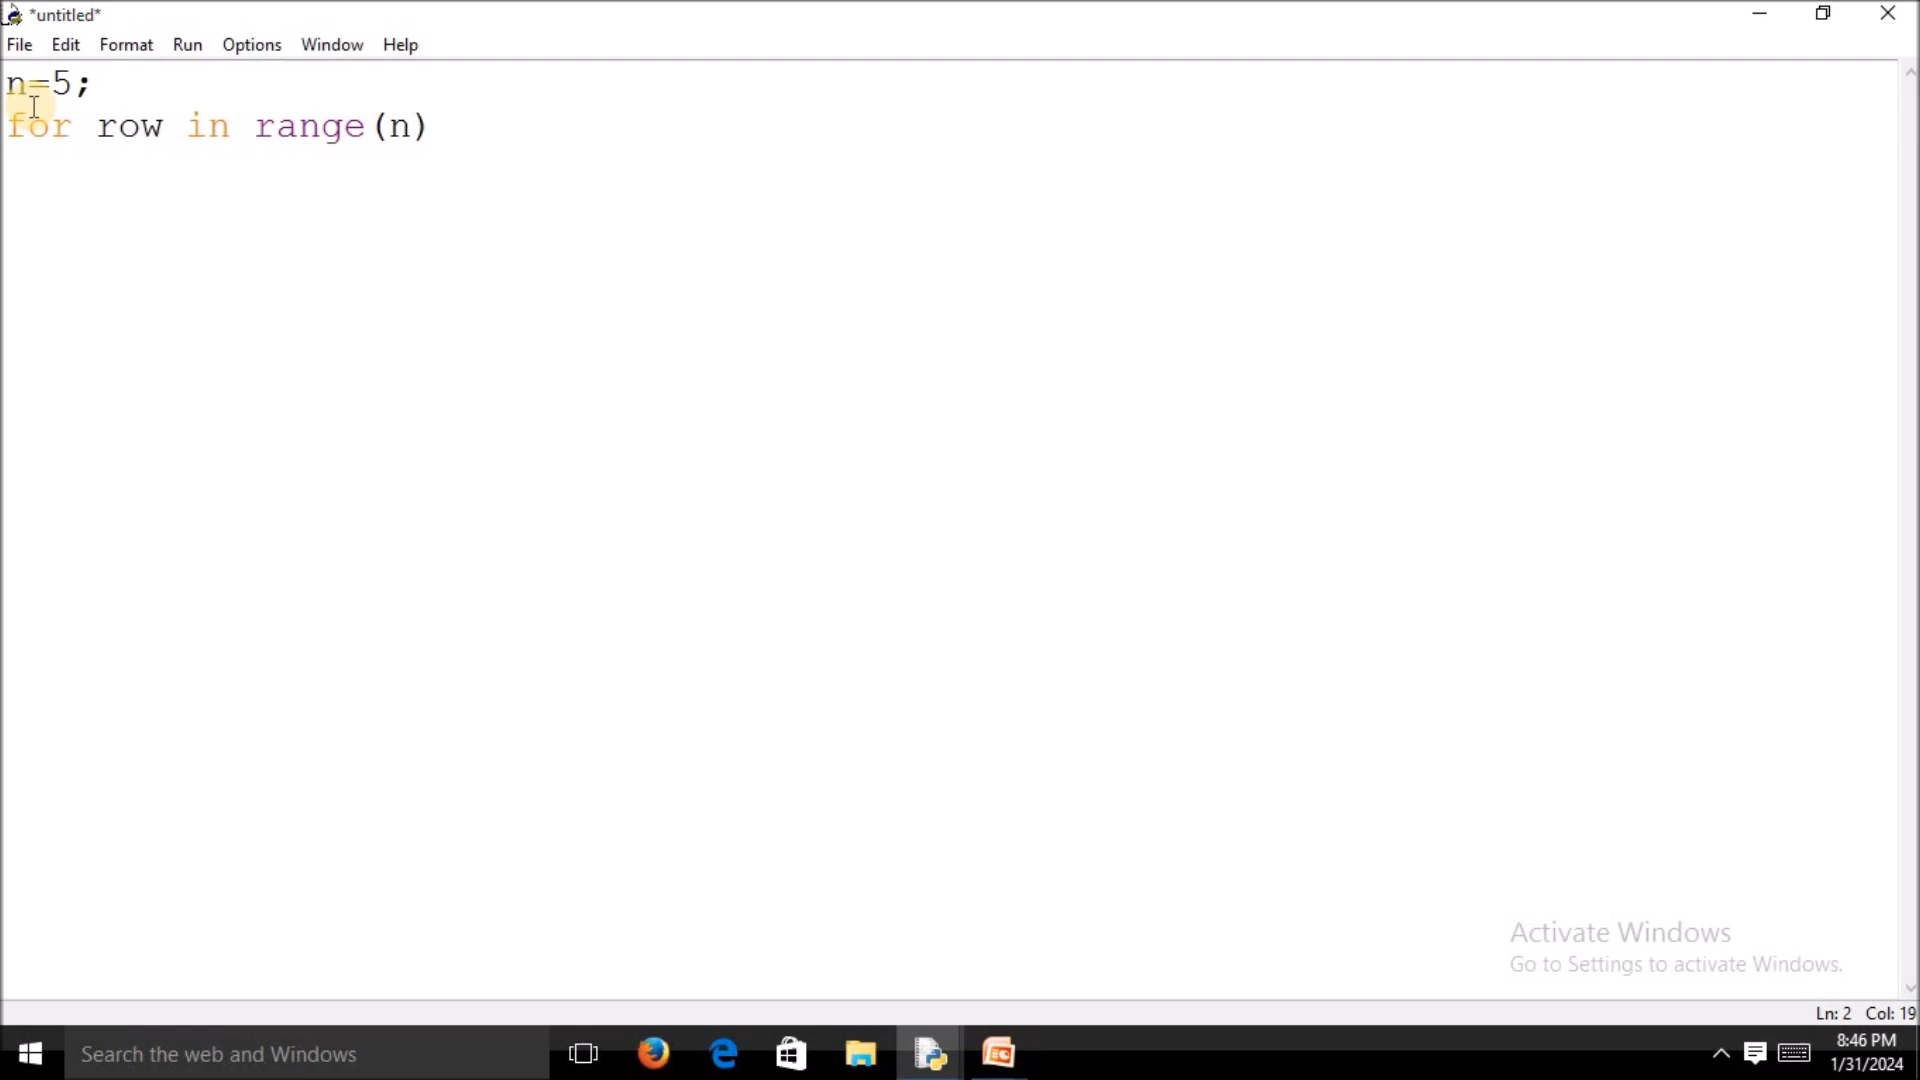 *untitled*
File Edit Format Run Options Window Help
n=5;
for row in range(n)
Activate Windows
Go to Settings to activate Windows.
Ln: 2 Col: 19
Search the web and Windows
8:46 PM
1/31/2024